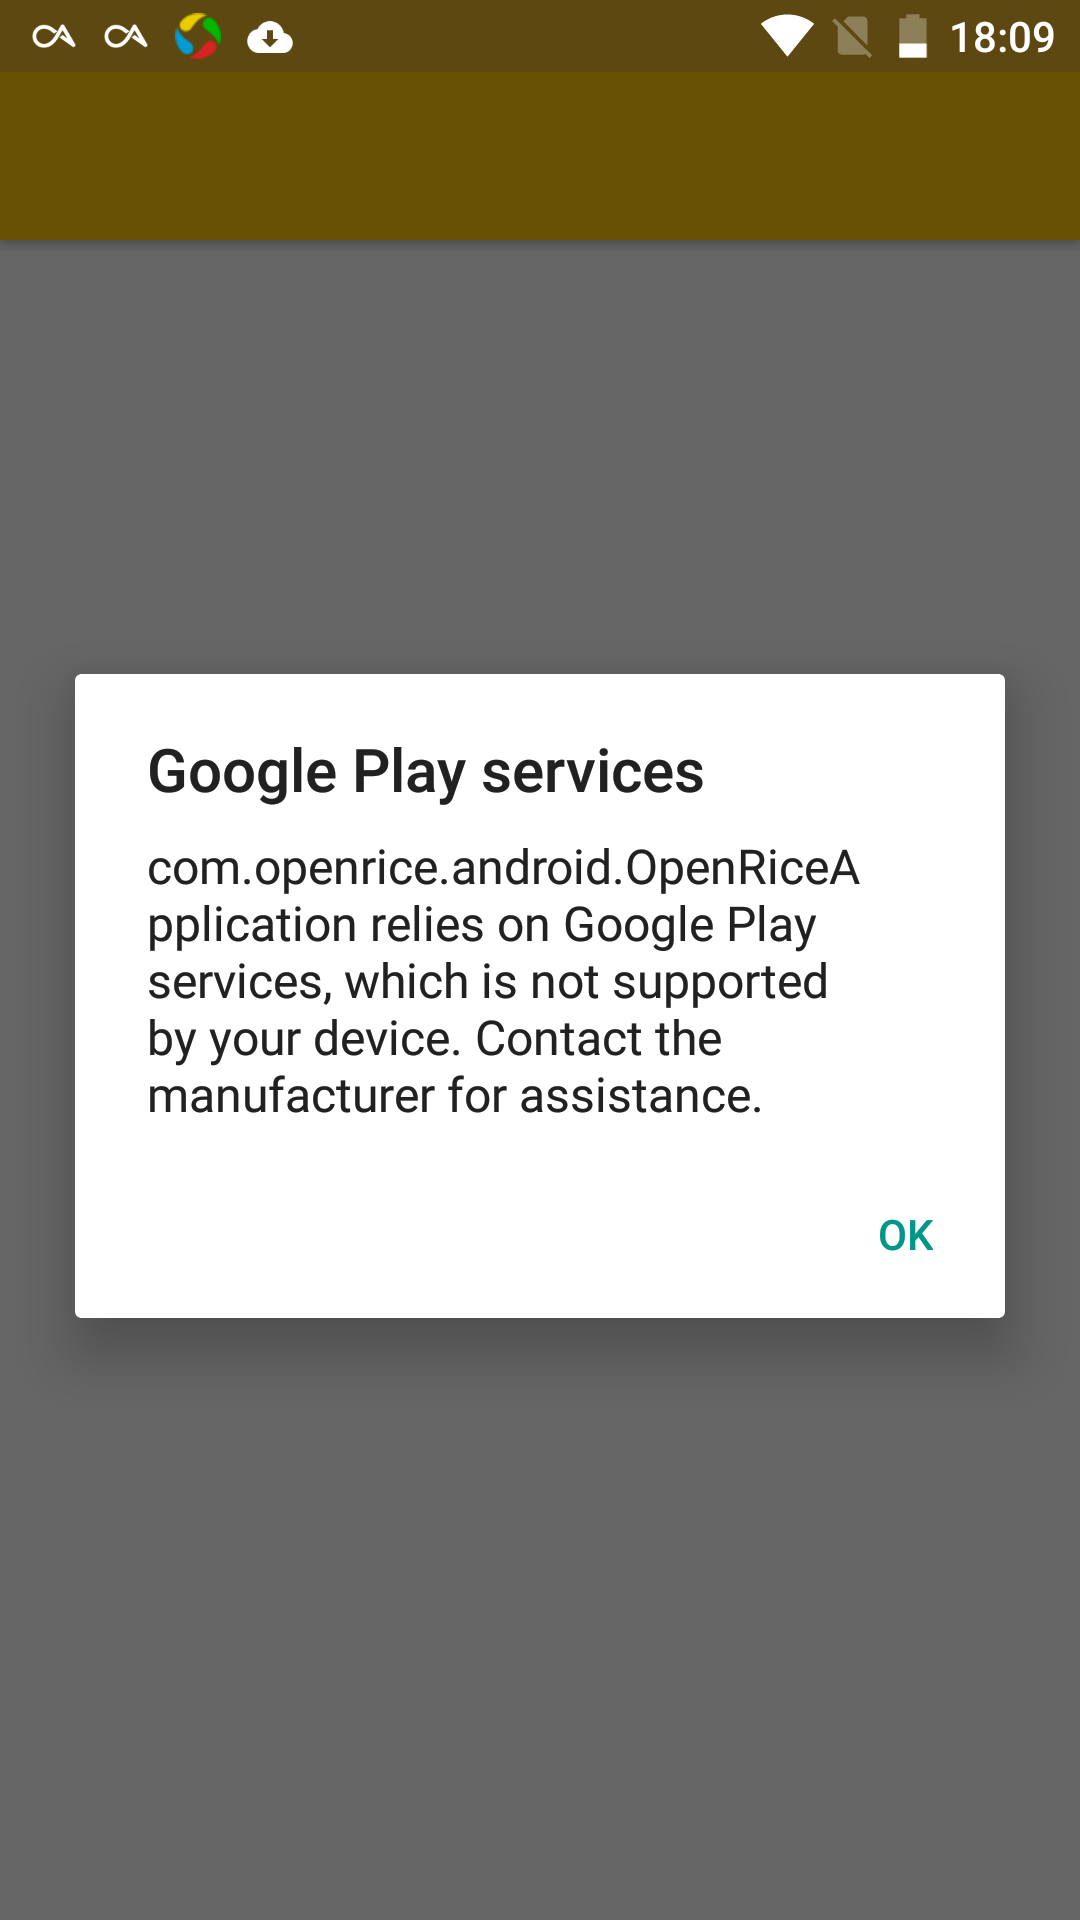 18:09
Google Play services
com.openrice.android.OpenRiceA
pplication relies on Google Play
services, which is not supported
by your device. Contact the
manufacturer for assistance.
OK